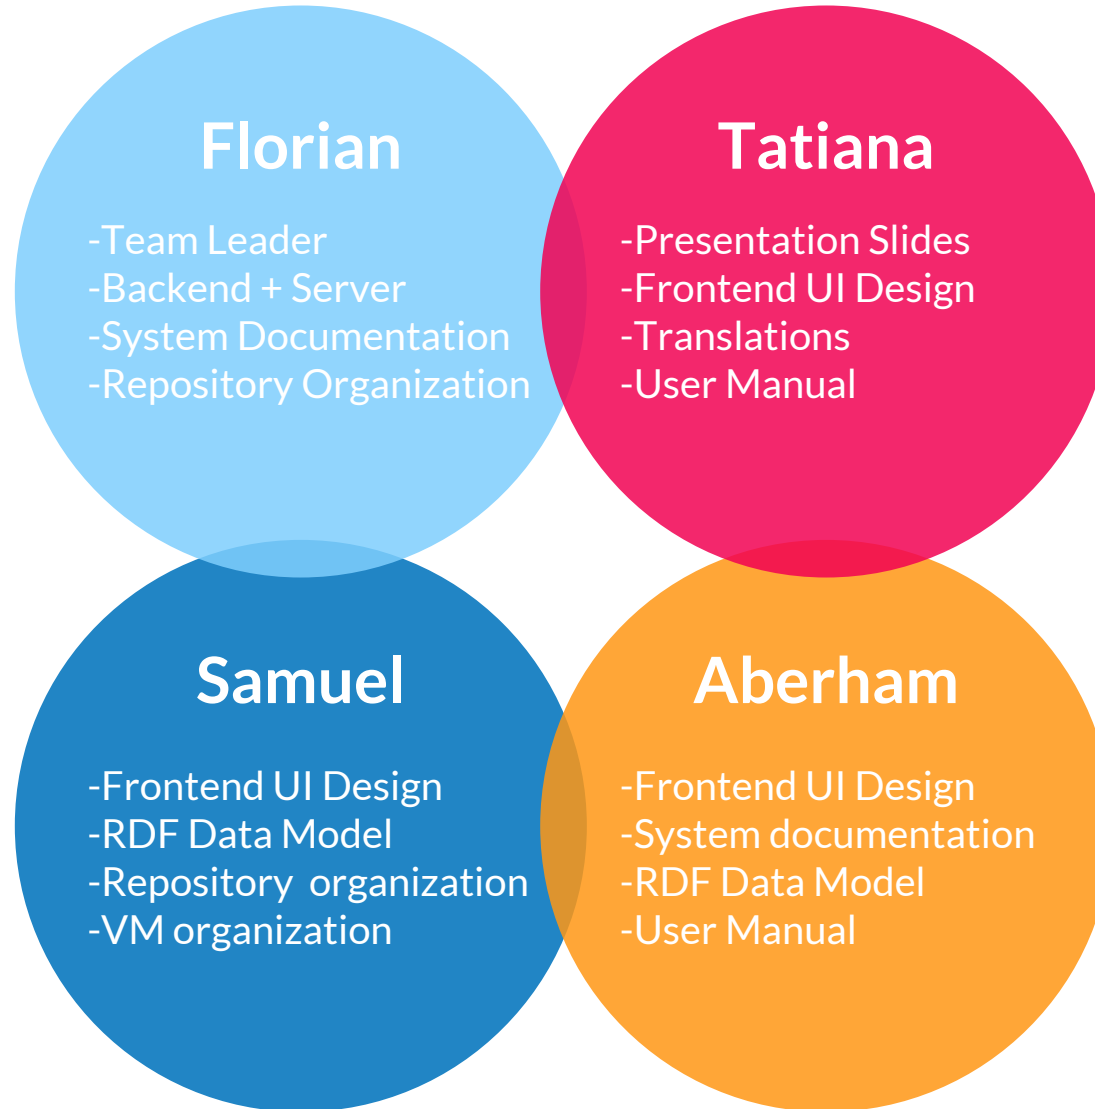 Florian
-Team Leader
-Backend + Server
-System Documentation
-Repository Organization
Tatiana
-Presentation Slides
-Frontend UI Design
-Translations
-User Manual
Samuel
-Frontend UI Design
-RDF Data Model
-Repository  organization
-VM organization
Aberham
-Frontend UI Design
-System documentation
-RDF Data Model
-User Manual